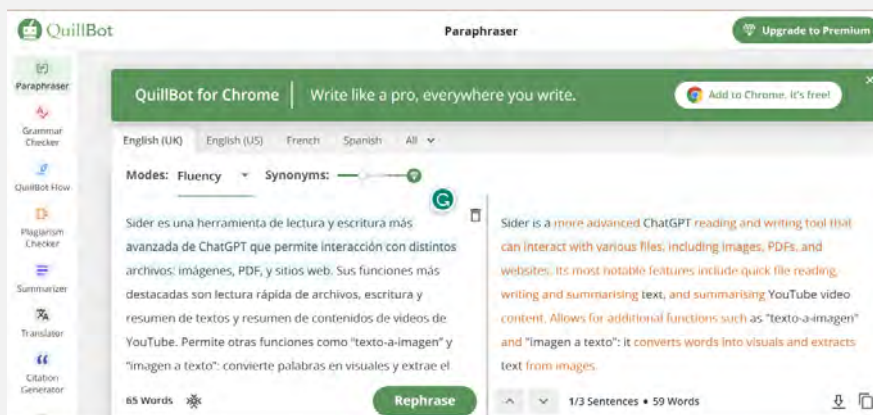 QuillBot
Paraphraser
Upgrade to Premium
Paraphraser
Grammar
Checker
QuillBot Flow
Plagiarism
Checker
Summarizer
Translator
Citation
Generator
QuillBot for Chrome | Write like a pro, everywhere you write.
Add to Chrome. It's free!
English (UK) English (US) French Spanish All
Modes: Fluency Synonyms:
Sider es una herramienta de lectura y escritura más
avanzada de ChatGPT que permite interacción con distintos
archivos: imágenes, PDF, y sitios web. Sus funciones más
destacadas son lectura rápida de archivos, escritura y
resumen de textos y resumen de contenidos de videos de
YouTube. Permite otras funciones como "texto-a-imagen" y
"imagen a texto": convierte palabras en visuales y extrae el
65 Words
Rephrase
Sider is a more advanced ChatGPT reading and writing tool that
can interact with various files, including images, PDFs, and
websites. Its most notable features include quick file reading,
writing and summarising text, and summarising YouTube video
content. Allows for additional functions such as "texto-a-imagen"
and "imagen a texto": it converts words into visuals and extracts
text from images.
1/3 Sentences • 59 Words